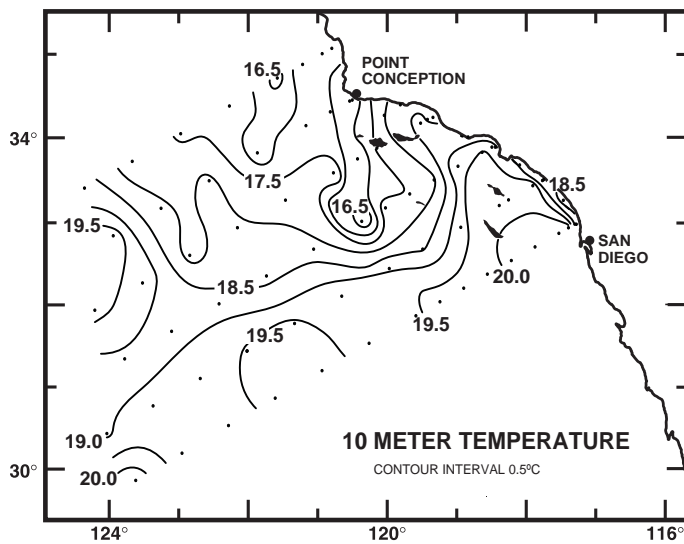 16.5
POINT
CONCEPTION
34°
17.5
18.5
16.5
19.5
SAN
DIEGO
20.0
18.5
19.5
19.5
19.0
10 METER TEMPERATURE
30°
CONTOUR INTERVAL 0.5ºC
20.0
124°
120°
116°